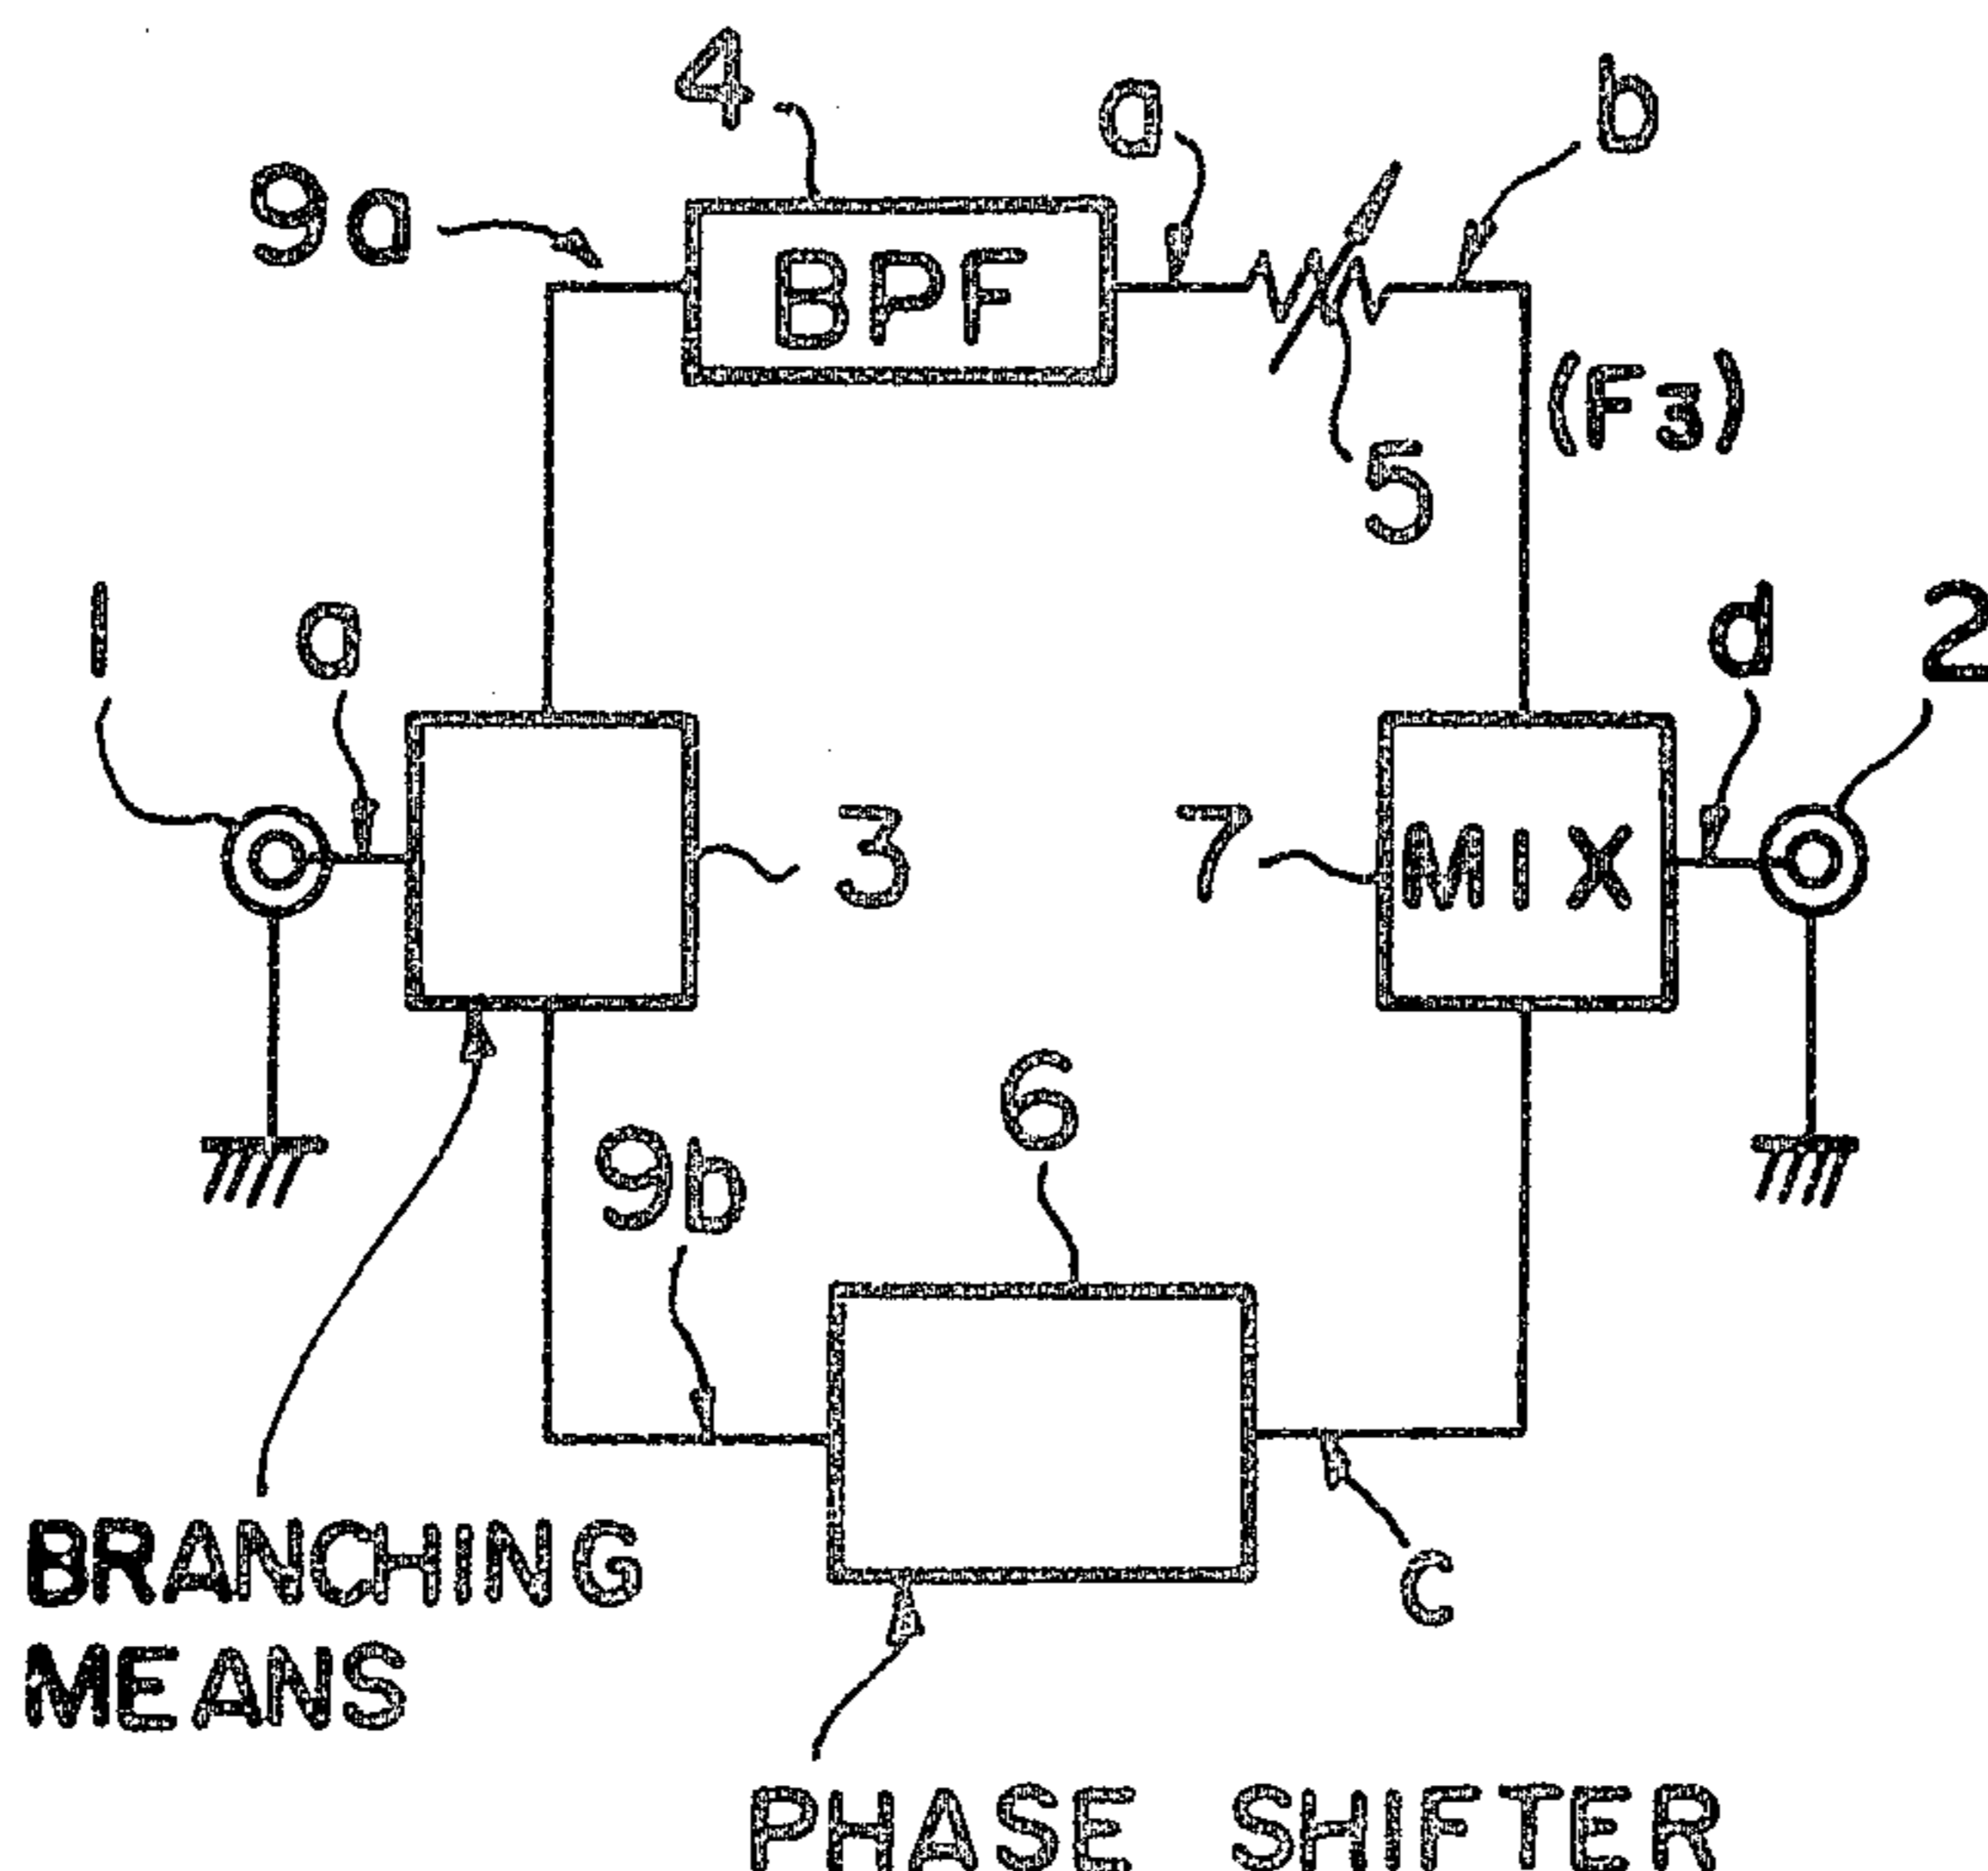 4
a
b
9a
BPF
(F3)
5
1
a
d
2
3
7
MIX
6
9b
BRANCHING
MEANS
c
PHASE SHIFTER